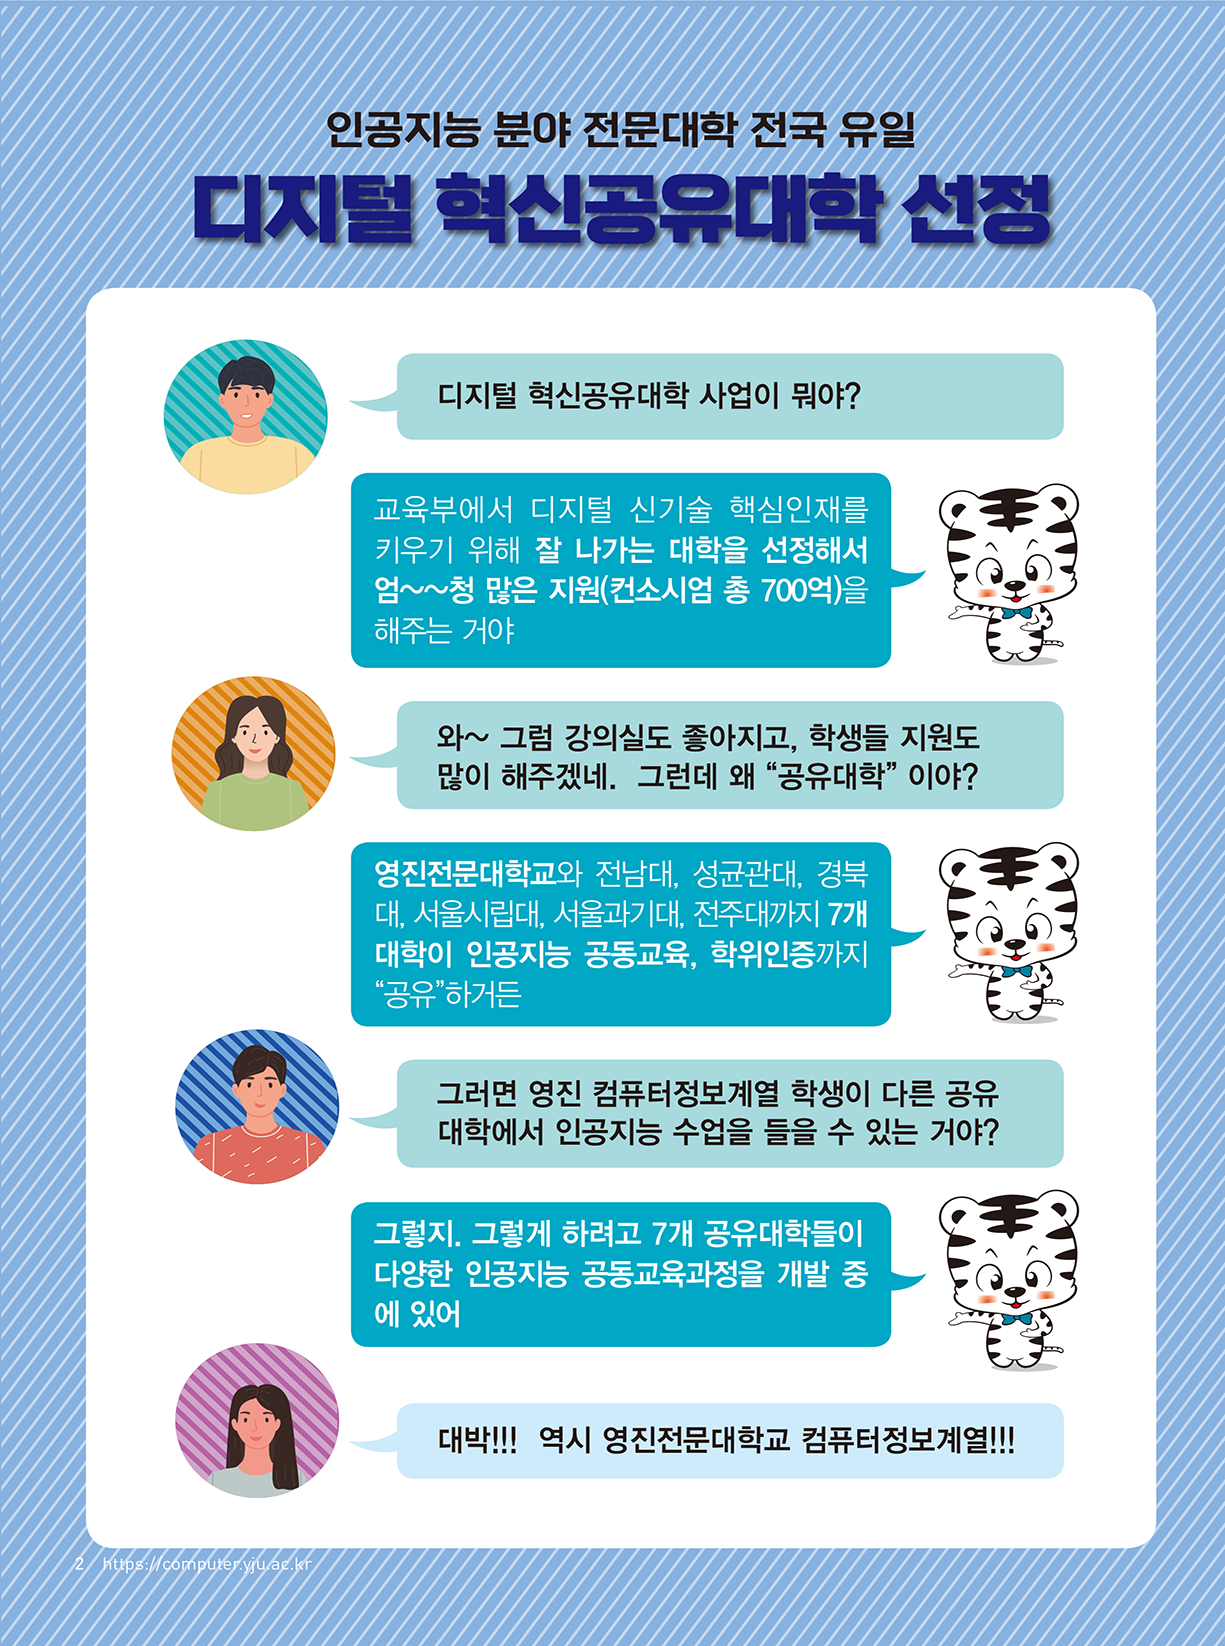 인공지능 분야 전문대학 전국 유일
디지털 혁신공유대학 선정
디지털 혁신공유대학 사업이 뭐야?
교육부에서 디지털 신기술 핵심인재를
키우기 위해 잘 나가는 대학을 선정해서
엄~~청 많은 지원(컨소시엄 총 700억)을
해주는 거야
와~ 그럼 강의실도 좋아지고, 학생들 지원도
많이 해주겠네. 그런데 왜 “공유대학” 이야?
영진전문대학교와 전남대, 성균관대, 경북
대, 서울시립대, 서울과기대, 전주대까지 7개
대학이 인공지능 공동교육, 학위인증까지
“공유”하거든
그러면 영진 컴퓨터정보계열 학생이 다른 공유
대학에서 인공지능 수업을 들을 수 있는 거야?
그렇지. 그렇게 하려고 7개 공유대학들이
다양한 인공지능 공동교육과정을 개발 중
에 있어
대박!!! 역시 영진전문대학교 컴퓨터정보계열!!!
2 https://computer.yju.ac.kr